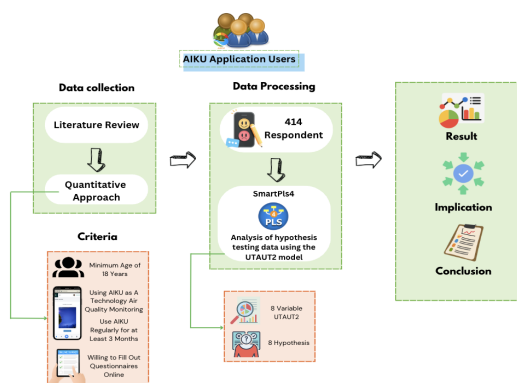 AIKU Application Users
Data collection
Literature Review
Quantitative
Approach
Criteria
Minimum Age of
18 Years
Using AIKU as A
Technology Air
Quality Monitoring
Use AIKU
Regularly for at
Least 3 Months
Willing to Fill Out
Questionnaires
Online
Data Processing
414
Respondent
SmartPls4
4
PLS
Analysis of hypothesis
testing data using the
UTAUT2 model
8 Variable
UTAUT2
8 Hypothesis
Result
Implication
Conclusion